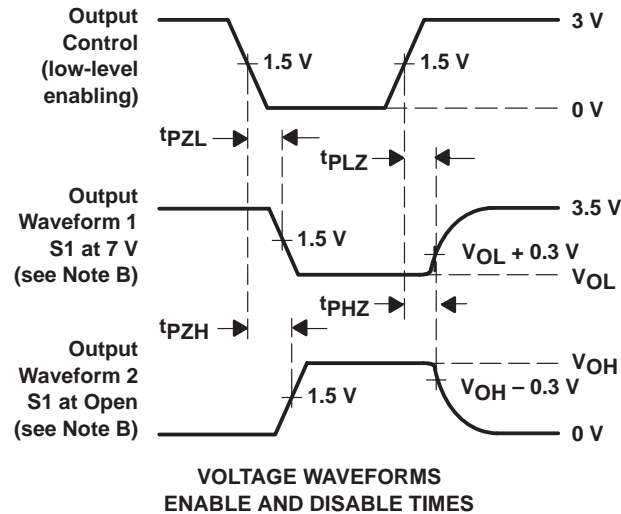 Output
Control
(low-level
enabling)
1.5 V
1.5 V
3 V
0 V
tPZL
tPLZ
Output
Waveform 1
S1 at 7 V
(see Note B)
1.5 V
3.5 V
VOL + 0.3 V
VOL
tPZH
tPHZ
Output
Waveform 2
S1 at Open
(see Note B)
1.5 V
VOH
VOH – 0.3 V
0 V
VOLTAGE WAVEFORMS
ENABLE AND DISABLE TIMES